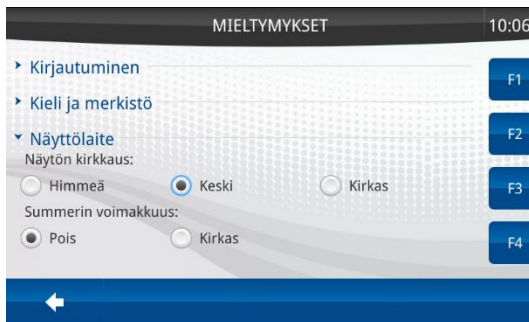 MIELTYMYKSET 10:06
Kirjautuminen
F1
Kieli ja merkistö
F2
Näyttölaite
Näytön kirkkaus:
Himmeä Keski Kirkas
F3
Summerin voimakkuus:
Pois Kirkas
F4